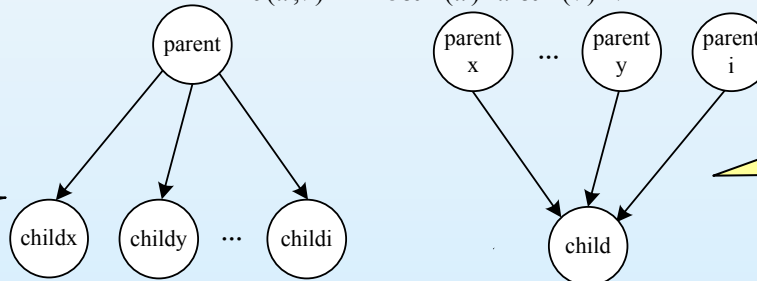 parent
childx
childy
...
childi
parent
x
...
parent
y
parent
i
child